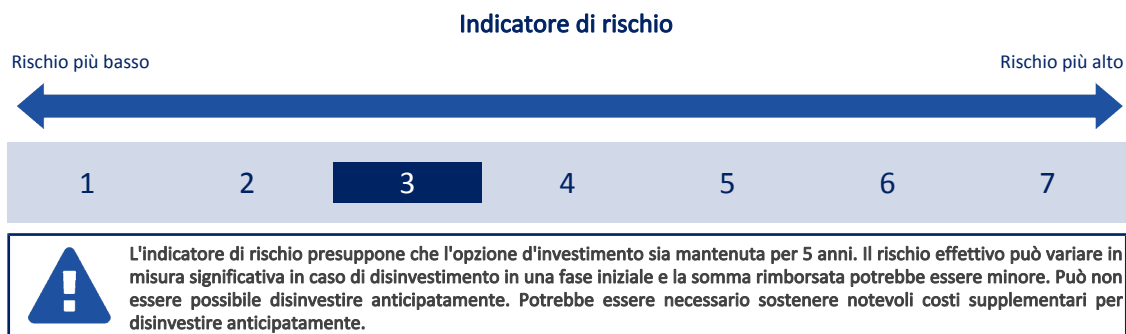 Indicatore di rischio
Rischio più basso
Rischio più alto
1 2 3 4 5 6 7
L'indicatore di rischio presuppone che l'opzione d'investimento sia mantenuta per 5 anni. Il rischio effettivo può variare in
misura significativa in caso di disinvestimento in una fase iniziale e la somma rimborsata potrebbe essere minore. Può non
essere possibile disinvestire anticipatamente. Potrebbe essere necessario sostenere notevoli costi supplementari per
disinvestire anticipatamente.